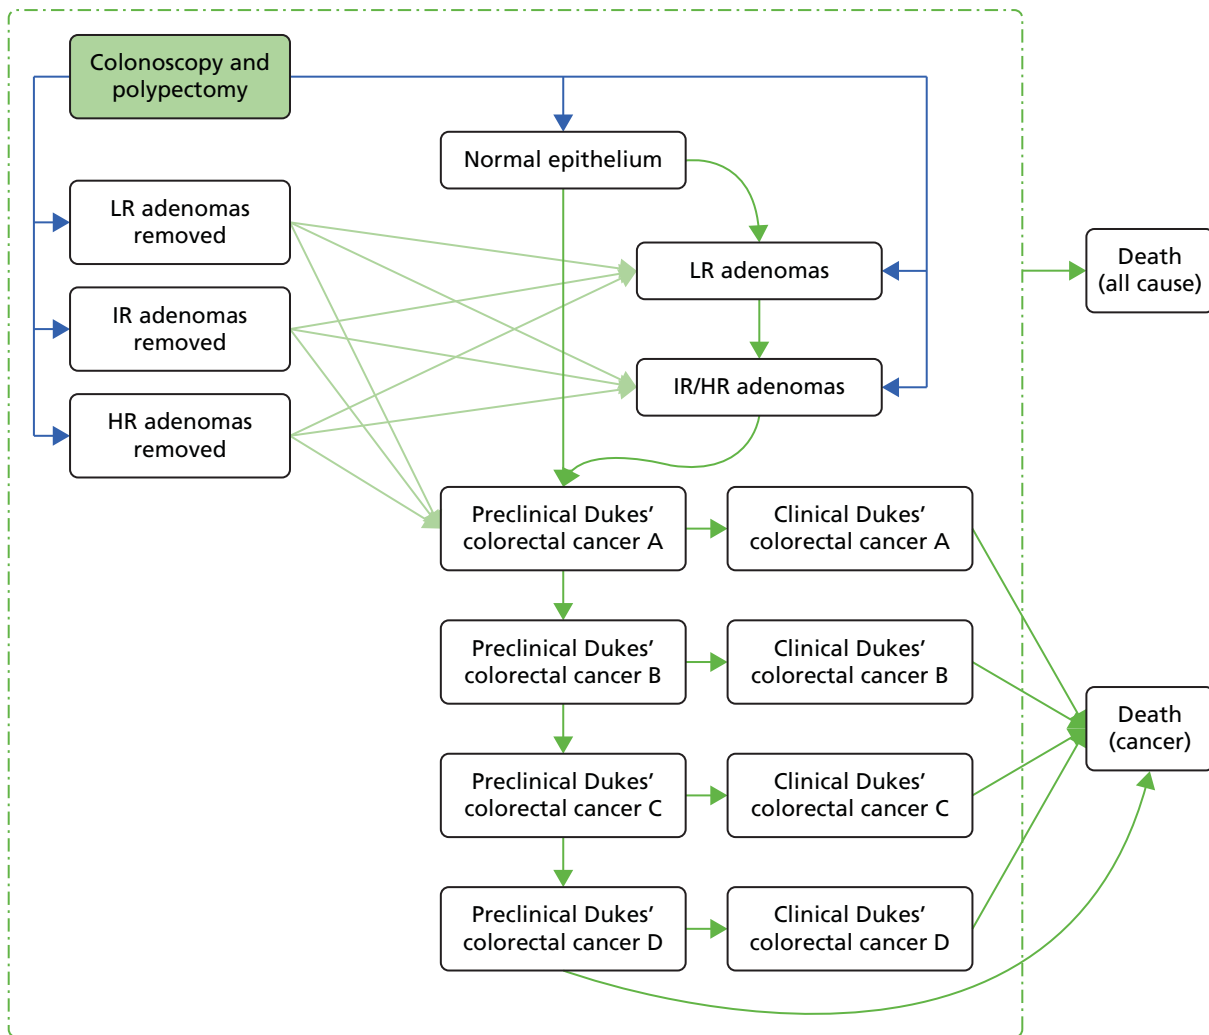 Colonoscopy and
polypectomy
Normal epithelium
LR adenomas
removed
LR adenomas
Death
(all cause)
IR adenomas
removed
IR/HR adenomas
HR adenomas
removed
Preclinical Dukes’
colorectal cancer A
Clinical Dukes’
colorectal cancer A
Preclinical Dukes’
colorectal cancer B
Clinical Dukes’
colorectal cancer B
Death
(cancer)
Preclinical Dukes’
colorectal cancer C
Clinical Dukes’
colorectal cancer C
Preclinical Dukes’
colorectal cancer D
Clinical Dukes’
colorectal cancer D